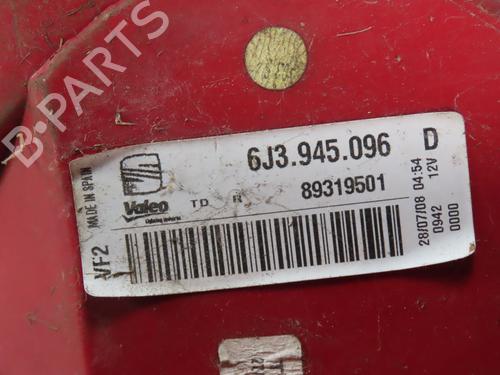 B-PARTS
6J3.945.096 D
89319501
Valeo
TD R
MADE IN SPAIN
VF2
28/07/08 04:54
0942 12V
0000